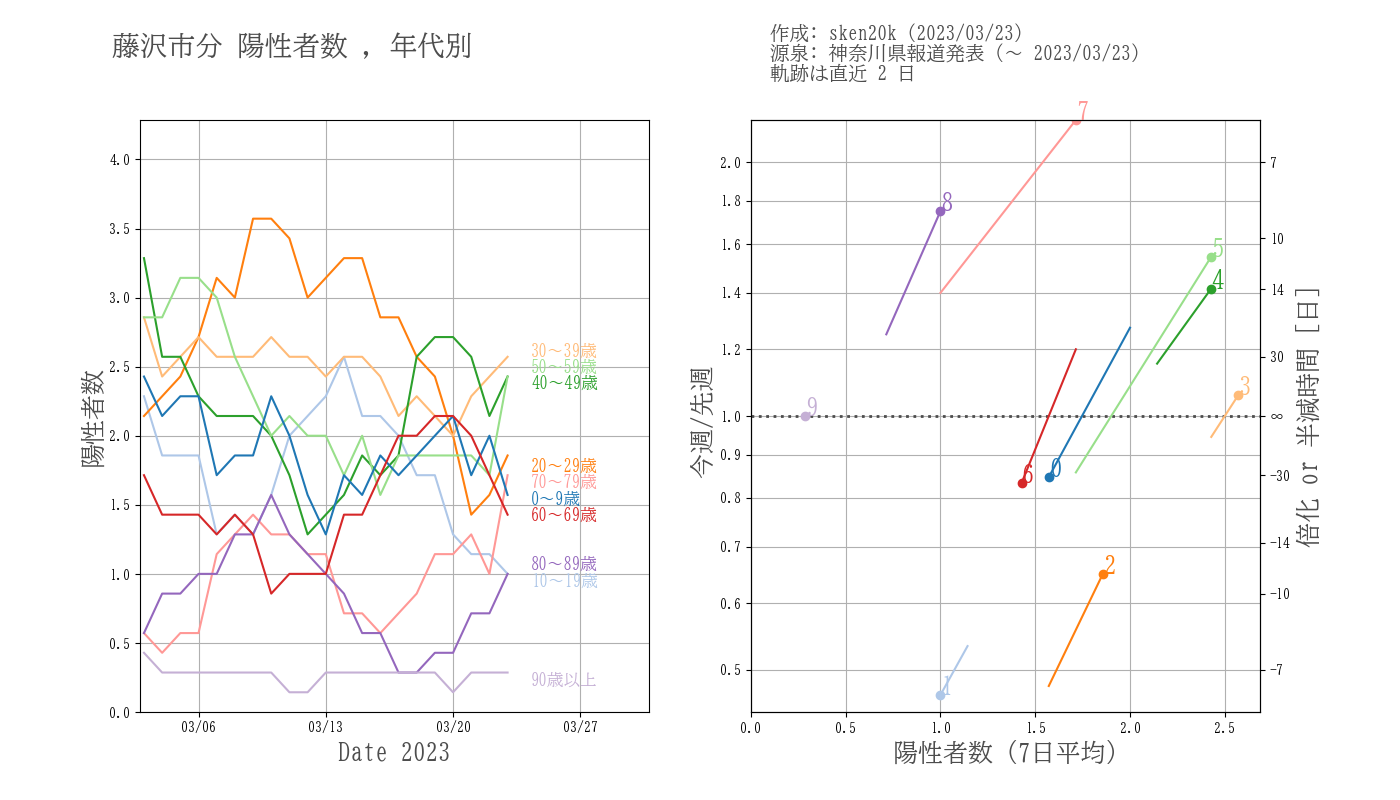 藤沢市分 陽性者数 , 年代別
作成: sken20k (2023/03/23)
源泉: 神奈川県報道発表 (～ 2023/03/23)
軌跡は直近 2 日
陽性者数
4.0
3.5
3.0
2.5
2.0
1.5
1.0
0.5
0.0
30～39歳
50～59歳
40～49歳
20～29歳
70～79歳
0～9歳
60～69歳
80～89歳
10～19歳
90歳以上
03/06 03/13 03/20 03/27
Date 2023
今週/先週
2.0
1.8
1.6
1.4
1.2
1.0
0.9
0.8
0.7
0.6
0.5
7
8
5
4
3
9
6
0
2
1
7
10
14
30
∞
-30
-14
-10
-7
倍化 or 半減時間 [日]
0.0 0.5 1.0 1.5 2.0 2.5
陽性者数 (7日平均)